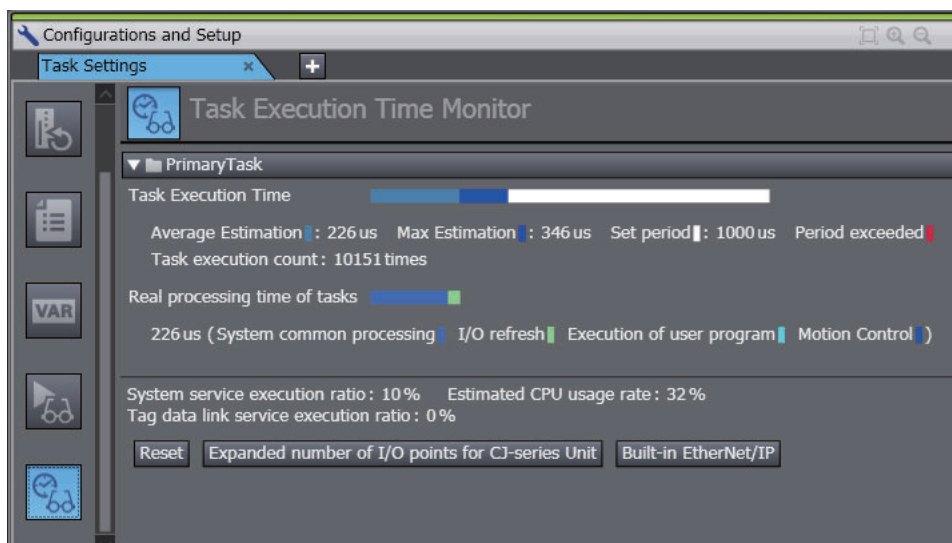 Configurations and Setup
Task Settings
Task Execution Time Monitor
PrimaryTask
Task Execution Time
Average Estimation : 226 us Max Estimation : 346 us Set period : 1000 us Period exceeded
Task execution count : 10151 times
Real processing time of tasks
VAR
226 us ( System common processing I/O refresh Execution of user program Motion Control )
System service execution ratio : 10 % Estimated CPU usage rate : 32 %
Tag data link service execution ratio : 0 %
Reset Expanded number of I/O points for CJ-series Unit Built-in EtherNet/IP